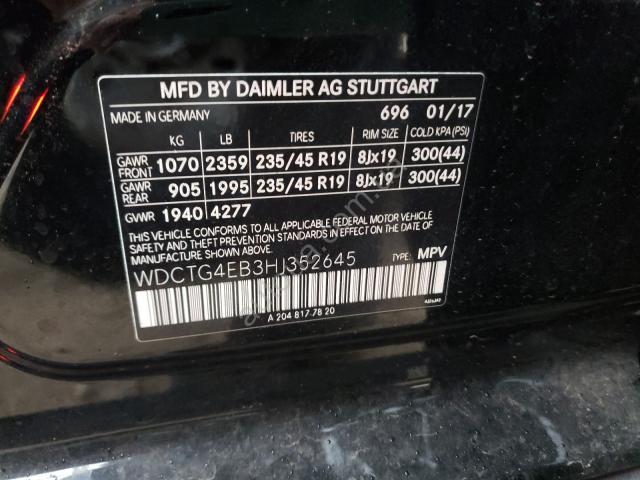 MFD BY DAIMLER AG STUTTGART
MADE IN GERMANY 696 01/17
KG LB TIRES RIM SIZE COLD KPA (PSI)
GAWR FRONT 1070 2359 235/45 R19 8Jx19 300(44)
GAWR REAR 905 1995 235/45 R19 8Jx19 300(44)
GVWR 1940 4277
THIS VEHICLE CONFORMS TO ALL APPLICABLE FEDERAL MOTOR VEHICLE
SAFETY AND THEFT PREVENTION STANDARDS IN EFFECT ON THE DATE
OF MANUFACTURE SHOWN ABOVE.
WDCTG4EB3HJ352645 TYPE: MPV
A 204 817 78 20